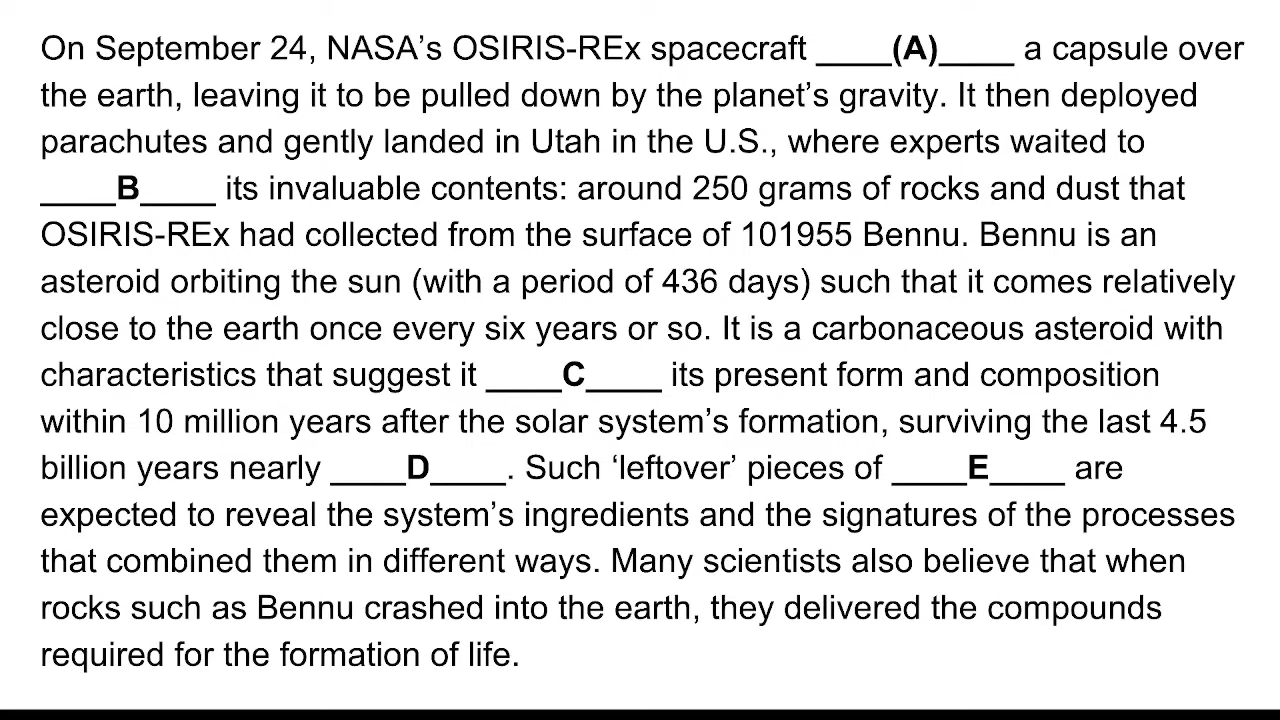 On September 24, NASA’s OSIRIS-REx spacecraft ____(A)____ a capsule over
the earth, leaving it to be pulled down by the planet’s gravity. It then deployed
parachutes and gently landed in Utah in the U.S., where experts waited to
____B____ its invaluable contents: around 250 grams of rocks and dust that
OSIRIS-REx had collected from the surface of 101955 Bennu. Bennu is an
asteroid orbiting the sun (with a period of 436 days) such that it comes relatively
close to the earth once every six years or so. It is a carbonaceous asteroid with
characteristics that suggest it ____C____ its present form and composition
within 10 million years after the solar system’s formation, surviving the last 4.5
billion years nearly ____D____. Such ‘leftover’ pieces of ____E____ are
expected to reveal the system’s ingredients and the signatures of the processes
that combined them in different ways. Many scientists also believe that when
rocks such as Bennu crashed into the earth, they delivered the compounds
required for the formation of life.